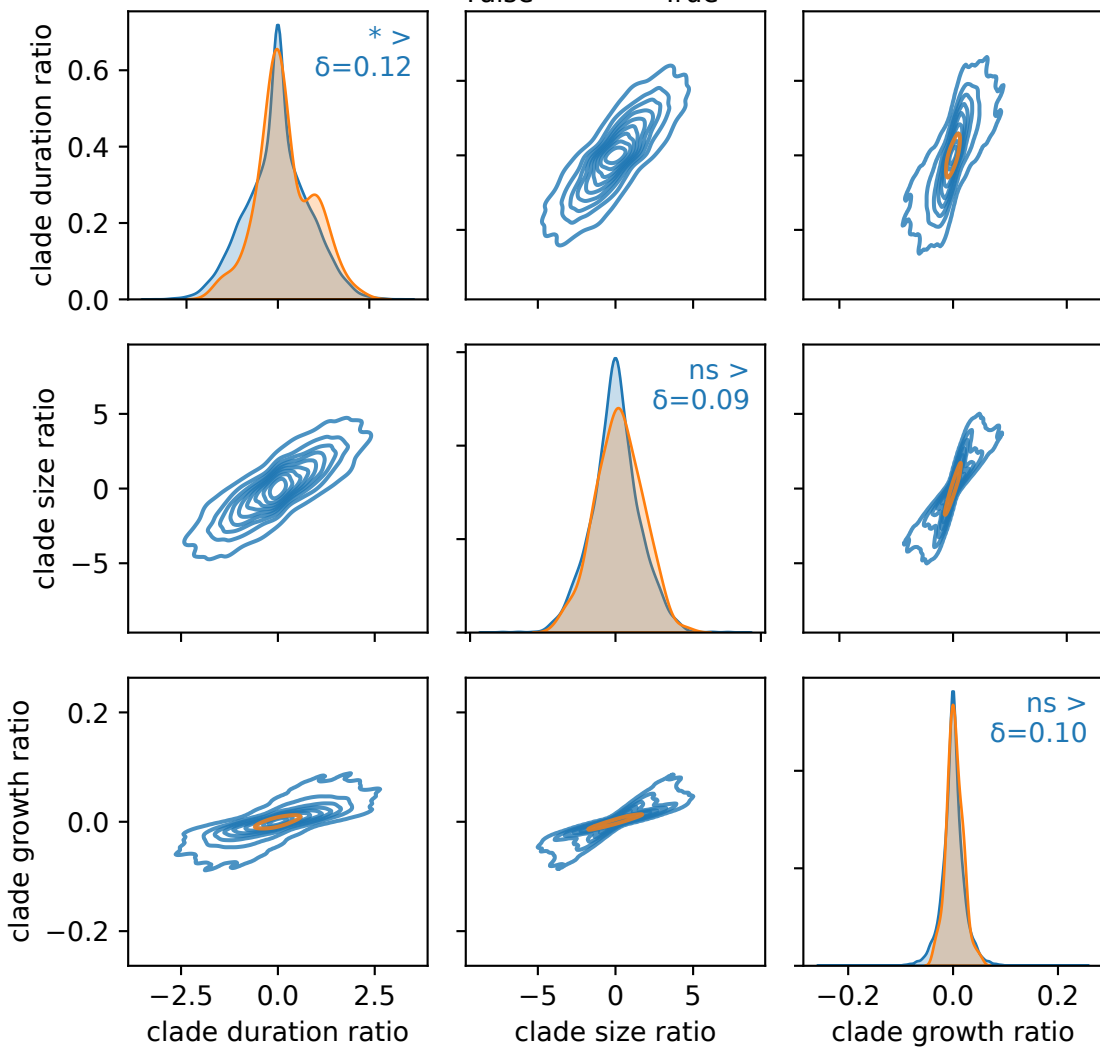 * >
δ=0.12
clade duration ratio
0.6
0.4
0.2
0.0
ns >
δ=0.09
clade size ratio
5
0
−5
ns >
δ=0.10
clade growth ratio
0.2
0.0
−0.2
−2.5 0.0 2.5
−5 0 5
−0.2 0.0 0.2
clade duration ratio
clade size ratio
clade growth ratio